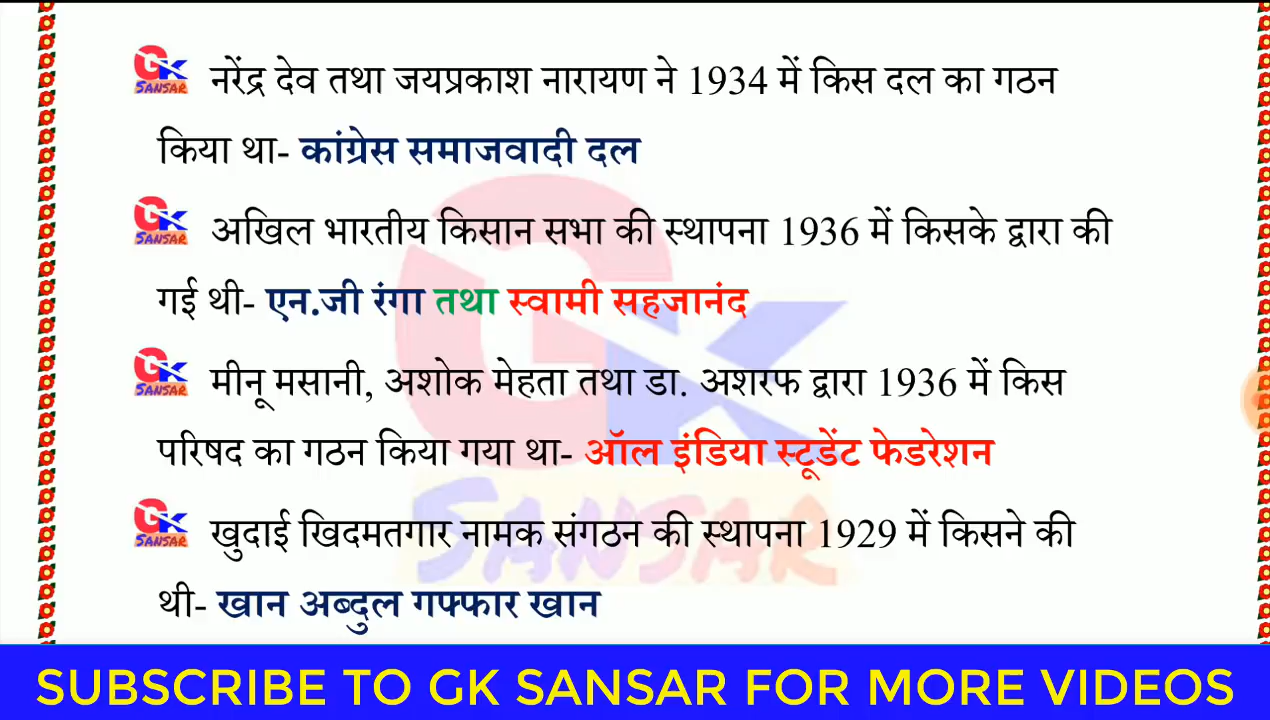 GK SANSAR नरेंद्र देव तथा जयप्रकाश नारायण ने 1934 में किस दल का गठन
किया था- कांग्रेस समाजवादी दल
GK SANSAR अखिल भारतीय किसान सभा की स्थापना 1936 में किसके द्वारा की
गई थी- एन.जी रंगा तथा स्वामी सहजानंद
GK SANSAR मीनू मसानी, अशोक मेहता तथा डा. अशरफ द्वारा 1936 में किस
परिषद का गठन किया गया था- ऑल इंडिया स्टूडेंट फेडरेशन
GK SANSAR खुदाई खिदमतगार नामक संगठन की स्थापना 1929 में किसने की
थी- खान अब्दुल गफ्फार खान
GK
SANSAR
SUBSCRIBE TO GK SANSAR FOR MORE VIDEOS